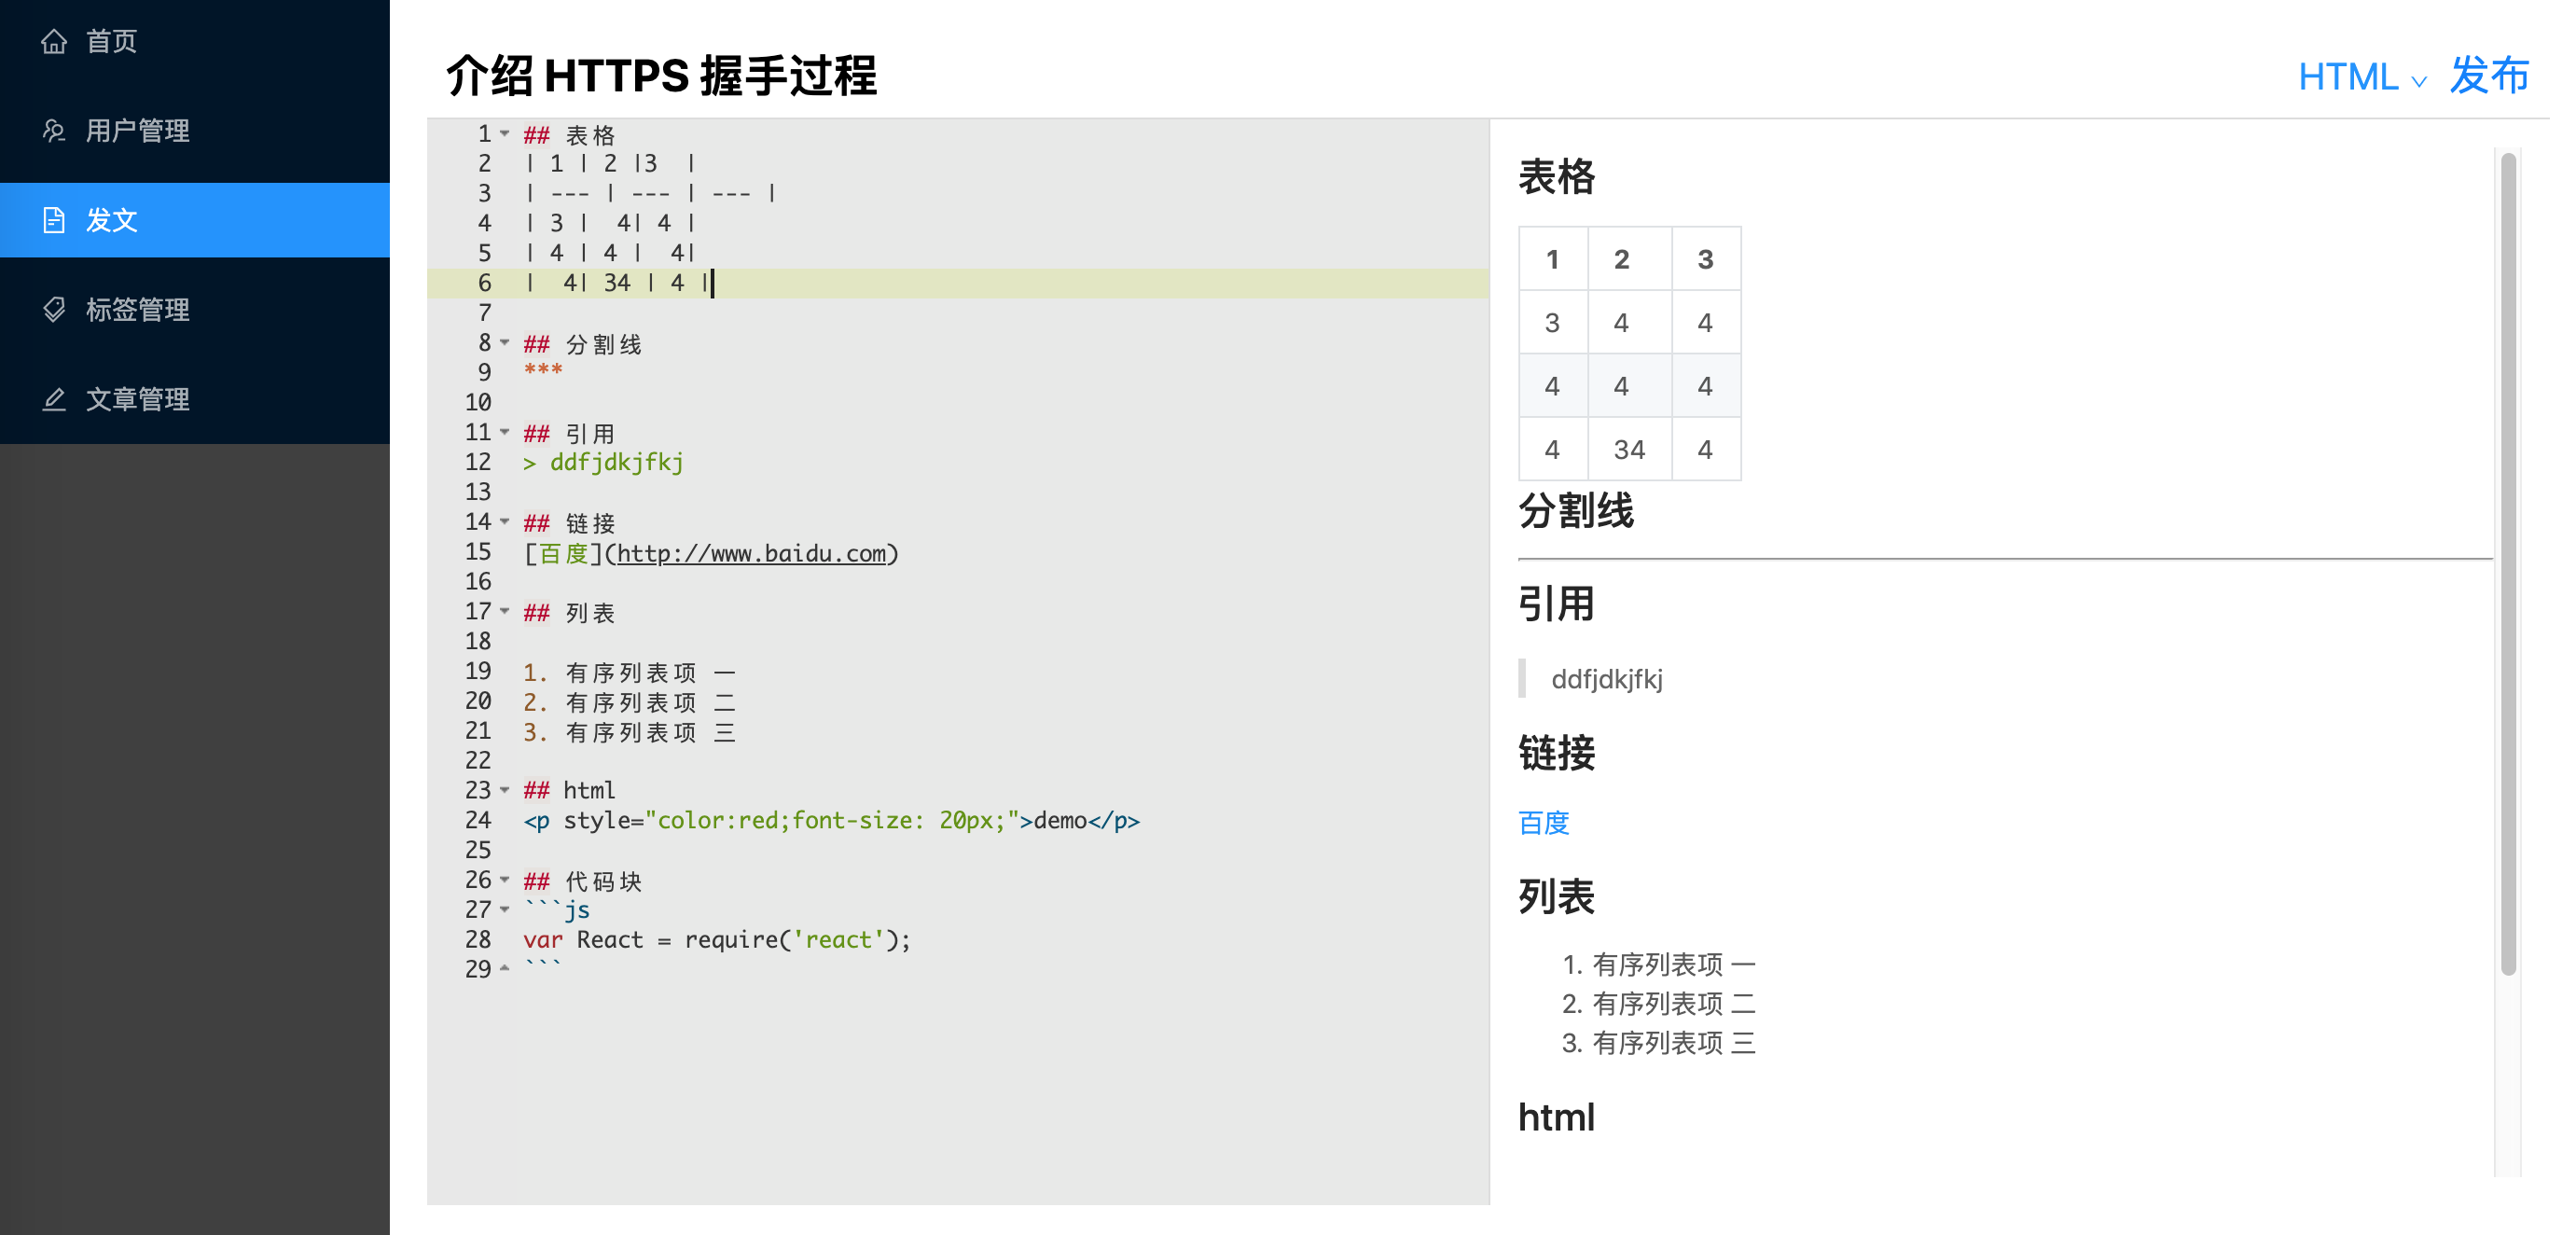 首页
用户管理
发文
标签管理
文章管理
介绍 HTTPS 握手过程
HTML 发布
1 ## 表格
2 | 1 | 2 |3  |
3 | --- | --- | --- |
4 | 3 |  4| 4 |
5 | 4 | 4 |  4|
6 |  4| 34 | 4 |
7
8 ## 分割线
9 ***
10
11 ## 引用
12 > ddfjdkjfkj
13
14 ## 链接
15 [百度](http://www.baidu.com)
16
17 ## 列表
18
19 1. 有序列表项 一
20 2. 有序列表项 二
21 3. 有序列表项 三
22
23 ## html
24 <p style="color:red;font-size: 20px;">demo</p>
25
26 ## 代码块
27 ```js
28 var React = require('react');
29 ```
表格
1 2 3
3 4 4
4 4 4
4 34 4
分割线
引用
ddfjdkjfkj
链接
百度
列表
1. 有序列表项 一
2. 有序列表项 二
3. 有序列表项 三
html